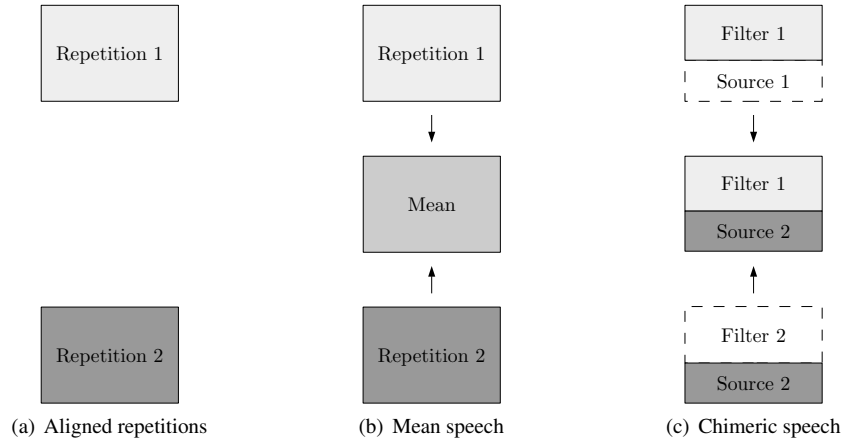 Repetition 1
Repetition 2
(a) Aligned repetitions
Repetition 1
Mean
Repetition 2
(b) Mean speech
Filter 1
Source 1
Filter 1
Source 2
Filter 2
Source 2
(c) Chimeric speech